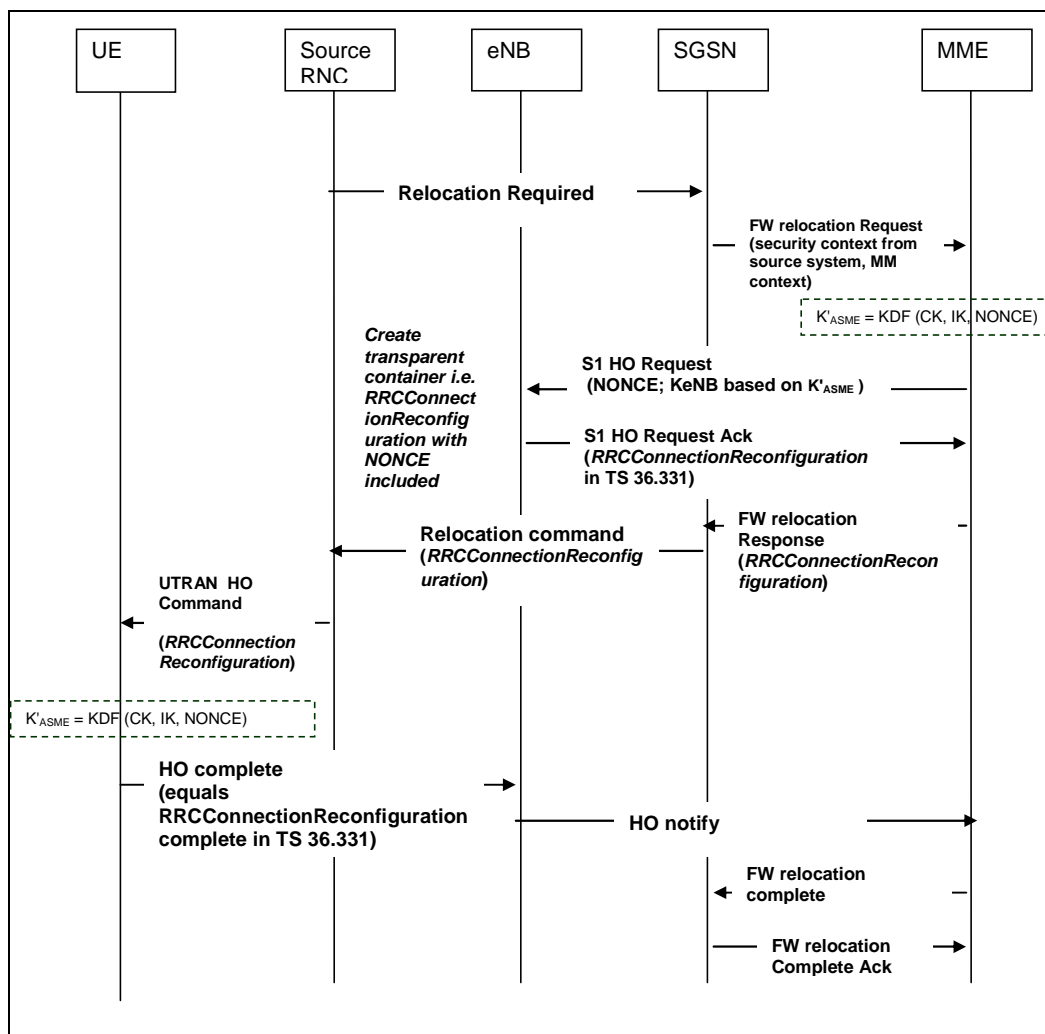 UE
Source
RNC
eNB
SGSN
MME
Relocation Required
FW relocation Request
(security context from
source system, MM
context)
K'ASME = KDF (CK, IK, NONCE)
Create
transparent
container i.e.
RRCConnect
ionReconfig
uration with
NONCE
included
S1 HO Request
(NONCE; KeNB based on K'ASME )
S1 HO Request Ack
(RRCConnectionReconfiguration
in TS 36.331)
FW relocation
Response
(RRCConnectionRecon
figuration)
Relocation command
(RRCConnectionReconfig
uration)
UTRAN HO
Command
(RRCConnection
Reconfiguration)
K'ASME = KDF (CK, IK, NONCE)
HO complete
(equals
RRCConnectionReconfiguration
complete in TS 36.331)
HO notify
FW relocation
complete
FW relocation
Complete Ack